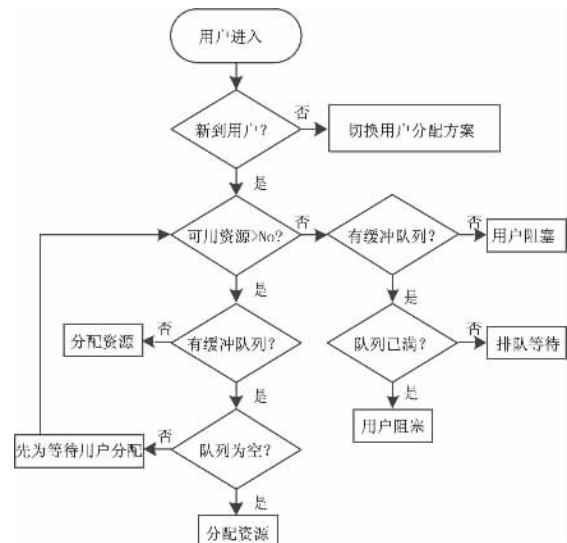 用户进入
新到用户?
否
切换用户分配方案
是
可用资源>No?
否
有缓冲队列?
否
用户阻塞
是
是
分配资源
否
有缓冲队列?
队列已满?
否
排队等待
是
是
用户阻塞
先为等待用户分配
否
队列为空?
是
分配资源